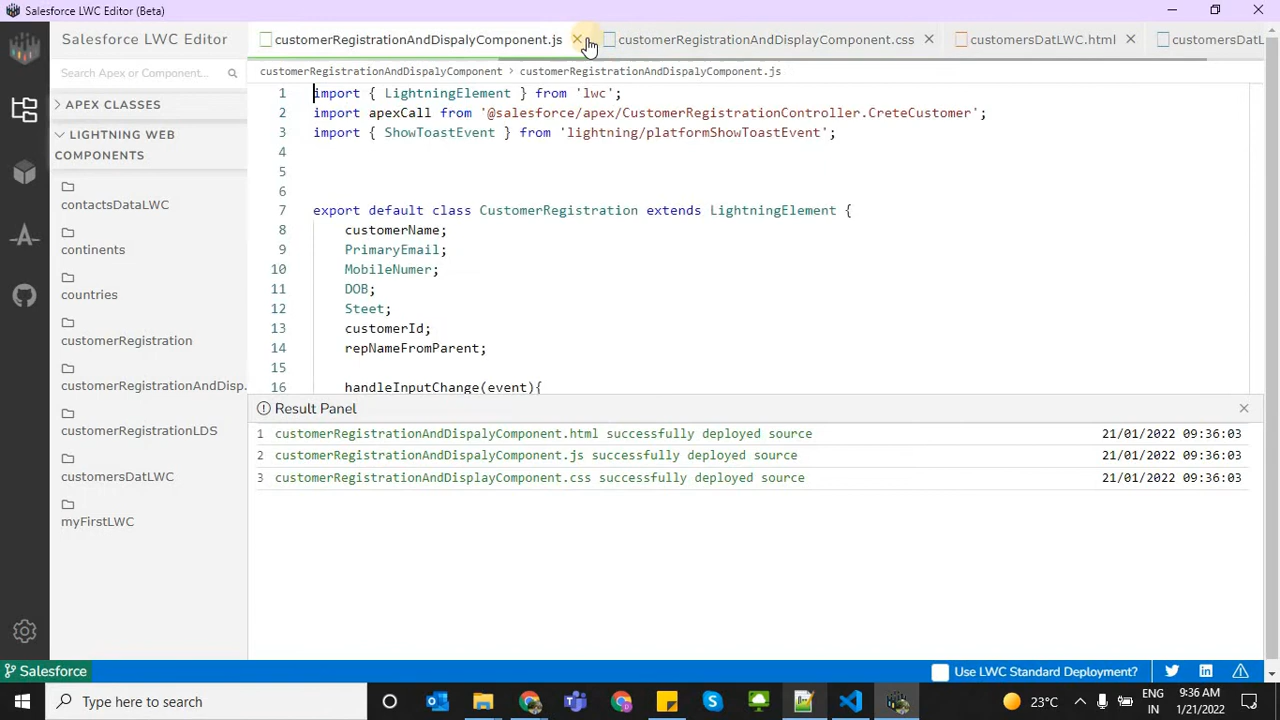 Salesforce LWC Editor (Beta)
Salesforce LWC Editor
customerRegistrationAndDispalyComponent.js
customerRegistrationAndDisplayComponent.css
customersDatLWC.html
customersDatL
Search Apex or Component...
customerRegistrationAndDispalyComponent > customerRegistrationAndDispalyComponent.js
APEX CLASSES
LIGHTNING WEB
COMPONENTS
contactsDataLWC
continents
countries
customerRegistration
customerRegistrationAndDisp.
customerRegistrationLDS
customersDatLWC
myFirstLWC
1 import { LightningElement } from 'lwc';
2 import apexCall from '@salesforce/apex/CustomerRegistrationController.CreteCustomer';
3 import { ShowToastEvent } from 'lightning/platformShowToastEvent';
4
5
6
7 export default class CustomerRegistration extends LightningElement {
8 customerName;
9 PrimaryEmail;
10 MobileNumer;
11 DOB;
12 Steet;
13 customerId;
14 repNameFromParent;
15
16 handleInputChange(event){
Result Panel
1 customerRegistrationAndDispalyComponent.html successfully deployed source 21/01/2022 09:36:03
2 customerRegistrationAndDispalyComponent.js successfully deployed source 21/01/2022 09:36:03
3 customerRegistrationAndDisplayComponent.css successfully deployed source 21/01/2022 09:36:03
Salesforce
Use LWC Standard Deployment?
Type here to search
23°C
ENG
IN
9:36 AM
1/21/2022